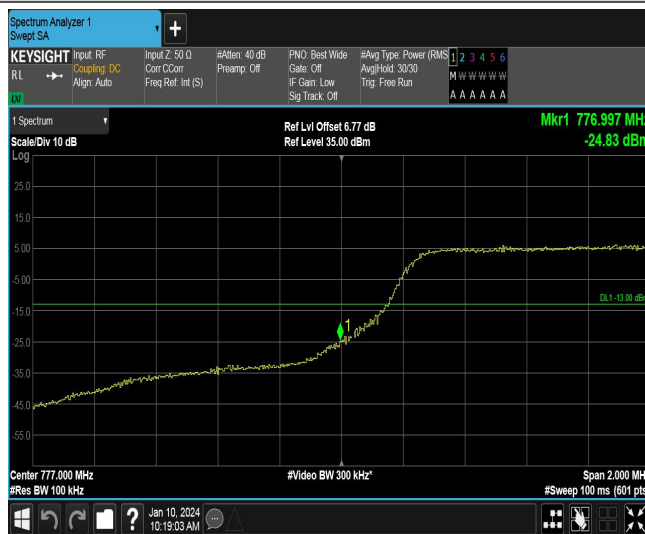 Spectrum Analyzer 1
Swept SA
KEYSIGHT
RL
LXI
Input: RF
Coupling: DC
Align: Auto
Input Z: 50 Ω
Corr CCorr
Freq Ref: Int (S)
#Atten: 40 dB
Preamp: Off
PNO: Best Wide
Gate: Off
IF Gain: Low
Sig Track: Off
#Avg Type: Power (RMS
Avg|Hold: 30/30
Trig: Free Run
1 2 3 4 5 6
M W W W W W
A A A A A A
1 Spectrum
Scale/Div 10 dB
Log
Ref Lvl Offset 6.77 dB
Ref Level 35.00 dBm
Mkr1 776.997 MHz
-24.83 dBm
25.0
15.0
5.00
-5.00
DL1 -13.00 dBm
-15.0
1
-25.0
-35.0
-45.0
-55.0
Center 777.000 MHz
#Res BW 100 kHz
#Video BW 300 kHz*
Span 2.000 MHz
#Sweep 100 ms (601 pts)
?
Jan 10, 2024
10:19:03 AM